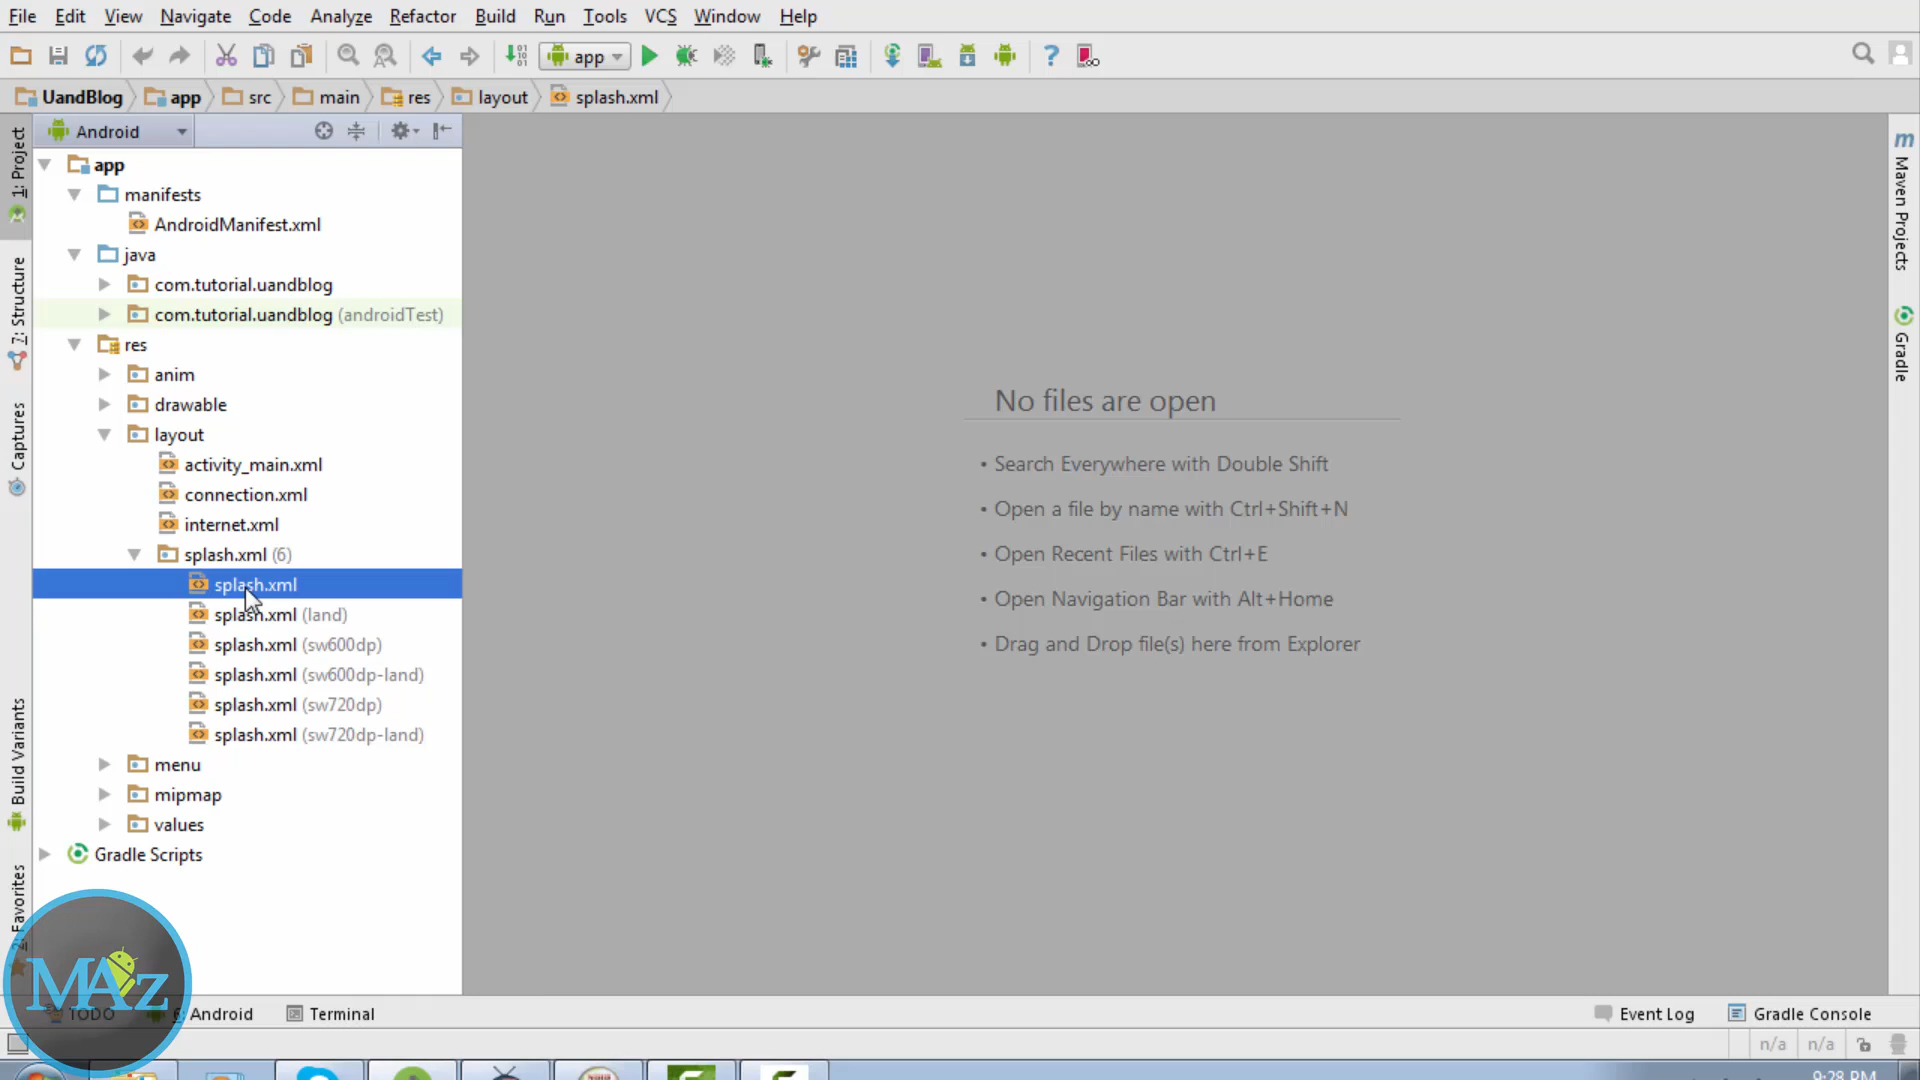 File Edit View Navigate Code Analyze Refactor Build Run Tools VCS Window Help
app
UandBlog app src main res layout splash.xml
Android
1: Project
7: Structure
Captures
Build Variants
2: Favorites
app
manifests
AndroidManifest.xml
java
com.tutorial.uandblog
com.tutorial.uandblog (androidTest)
res
anim
drawable
layout
activity_main.xml
connection.xml
internet.xml
splash.xml (6)
splash.xml
splash.xml (land)
splash.xml (sw600dp)
splash.xml (sw600dp-land)
splash.xml (sw720dp)
splash.xml (sw720dp-land)
menu
mipmap
values
Gradle Scripts
No files are open
• Search Everywhere with Double Shift
• Open a file by name with Ctrl+Shift+N
• Open Recent Files with Ctrl+E
• Open Navigation Bar with Alt+Home
• Drag and Drop file(s) here from Explorer
m
Maven Projects
Gradle
MAz
TODO 6: Android Terminal Event Log Gradle Console
n/a n/a
9:28 PM